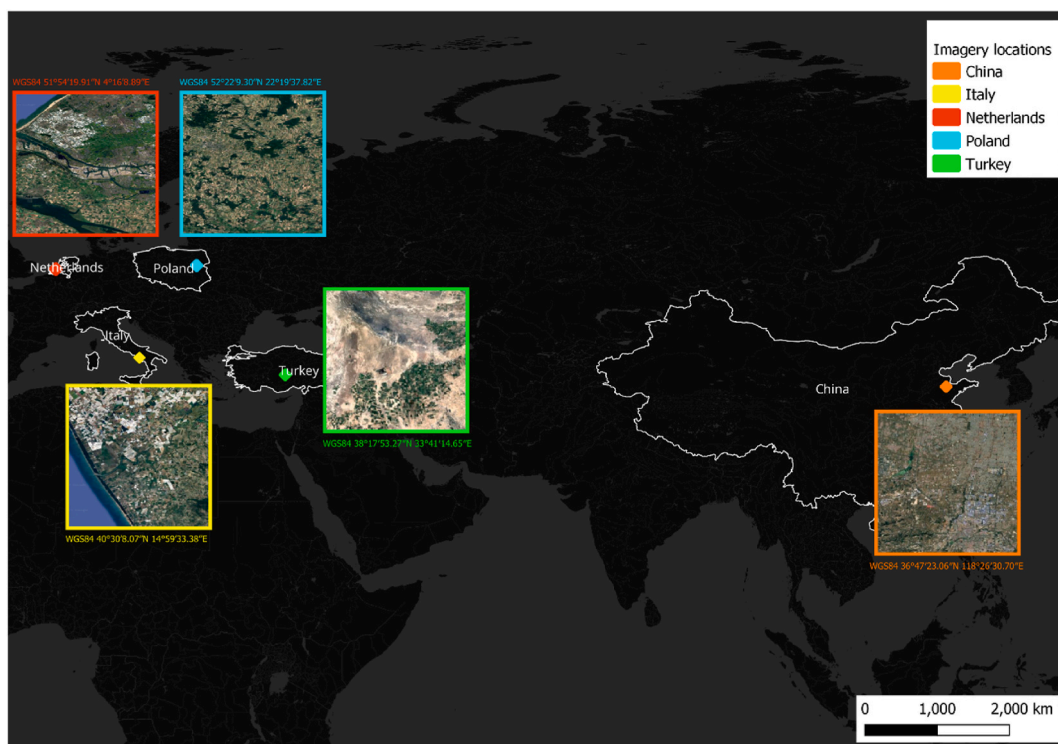 Imagery locations
China
Italy
Netherlands
Poland
Turkey
WGS84 51°54'19.91"N 4°16'8.89"E
WGS84 52°22'9.30"N 22°19'37.82"E
Netherlands
Poland
Italy
Turkey
China
WGS84 38°17'53.27"N 33°41'14.65"E
WGS84 40°30'8.07"N 14°59'33.38"E
WGS84 36°47'23.06"N 118°26'30.70"E
0 1,000 2,000 km